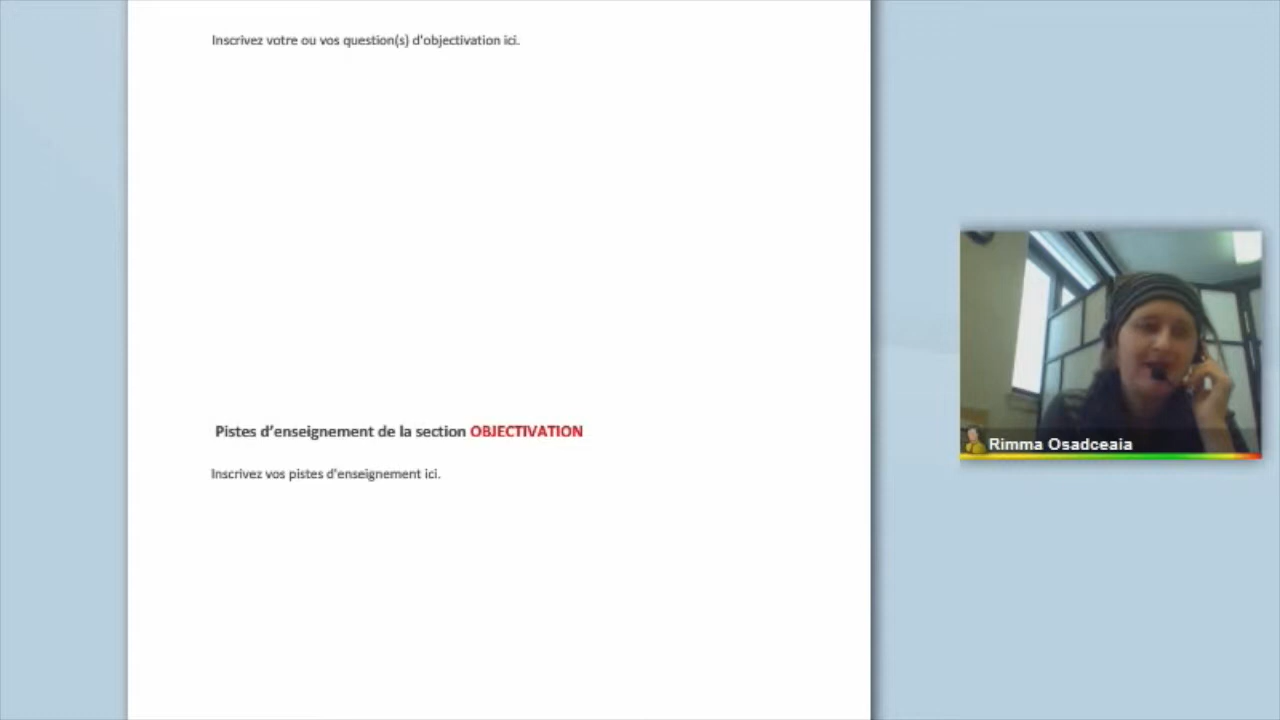 Inscrivez votre ou vos question(s) d'objectivation ici.
Pistes d’enseignement de la section OBJECTIVATION
Inscrivez vos pistes d'enseignement ici.
Rimma Osadceaia